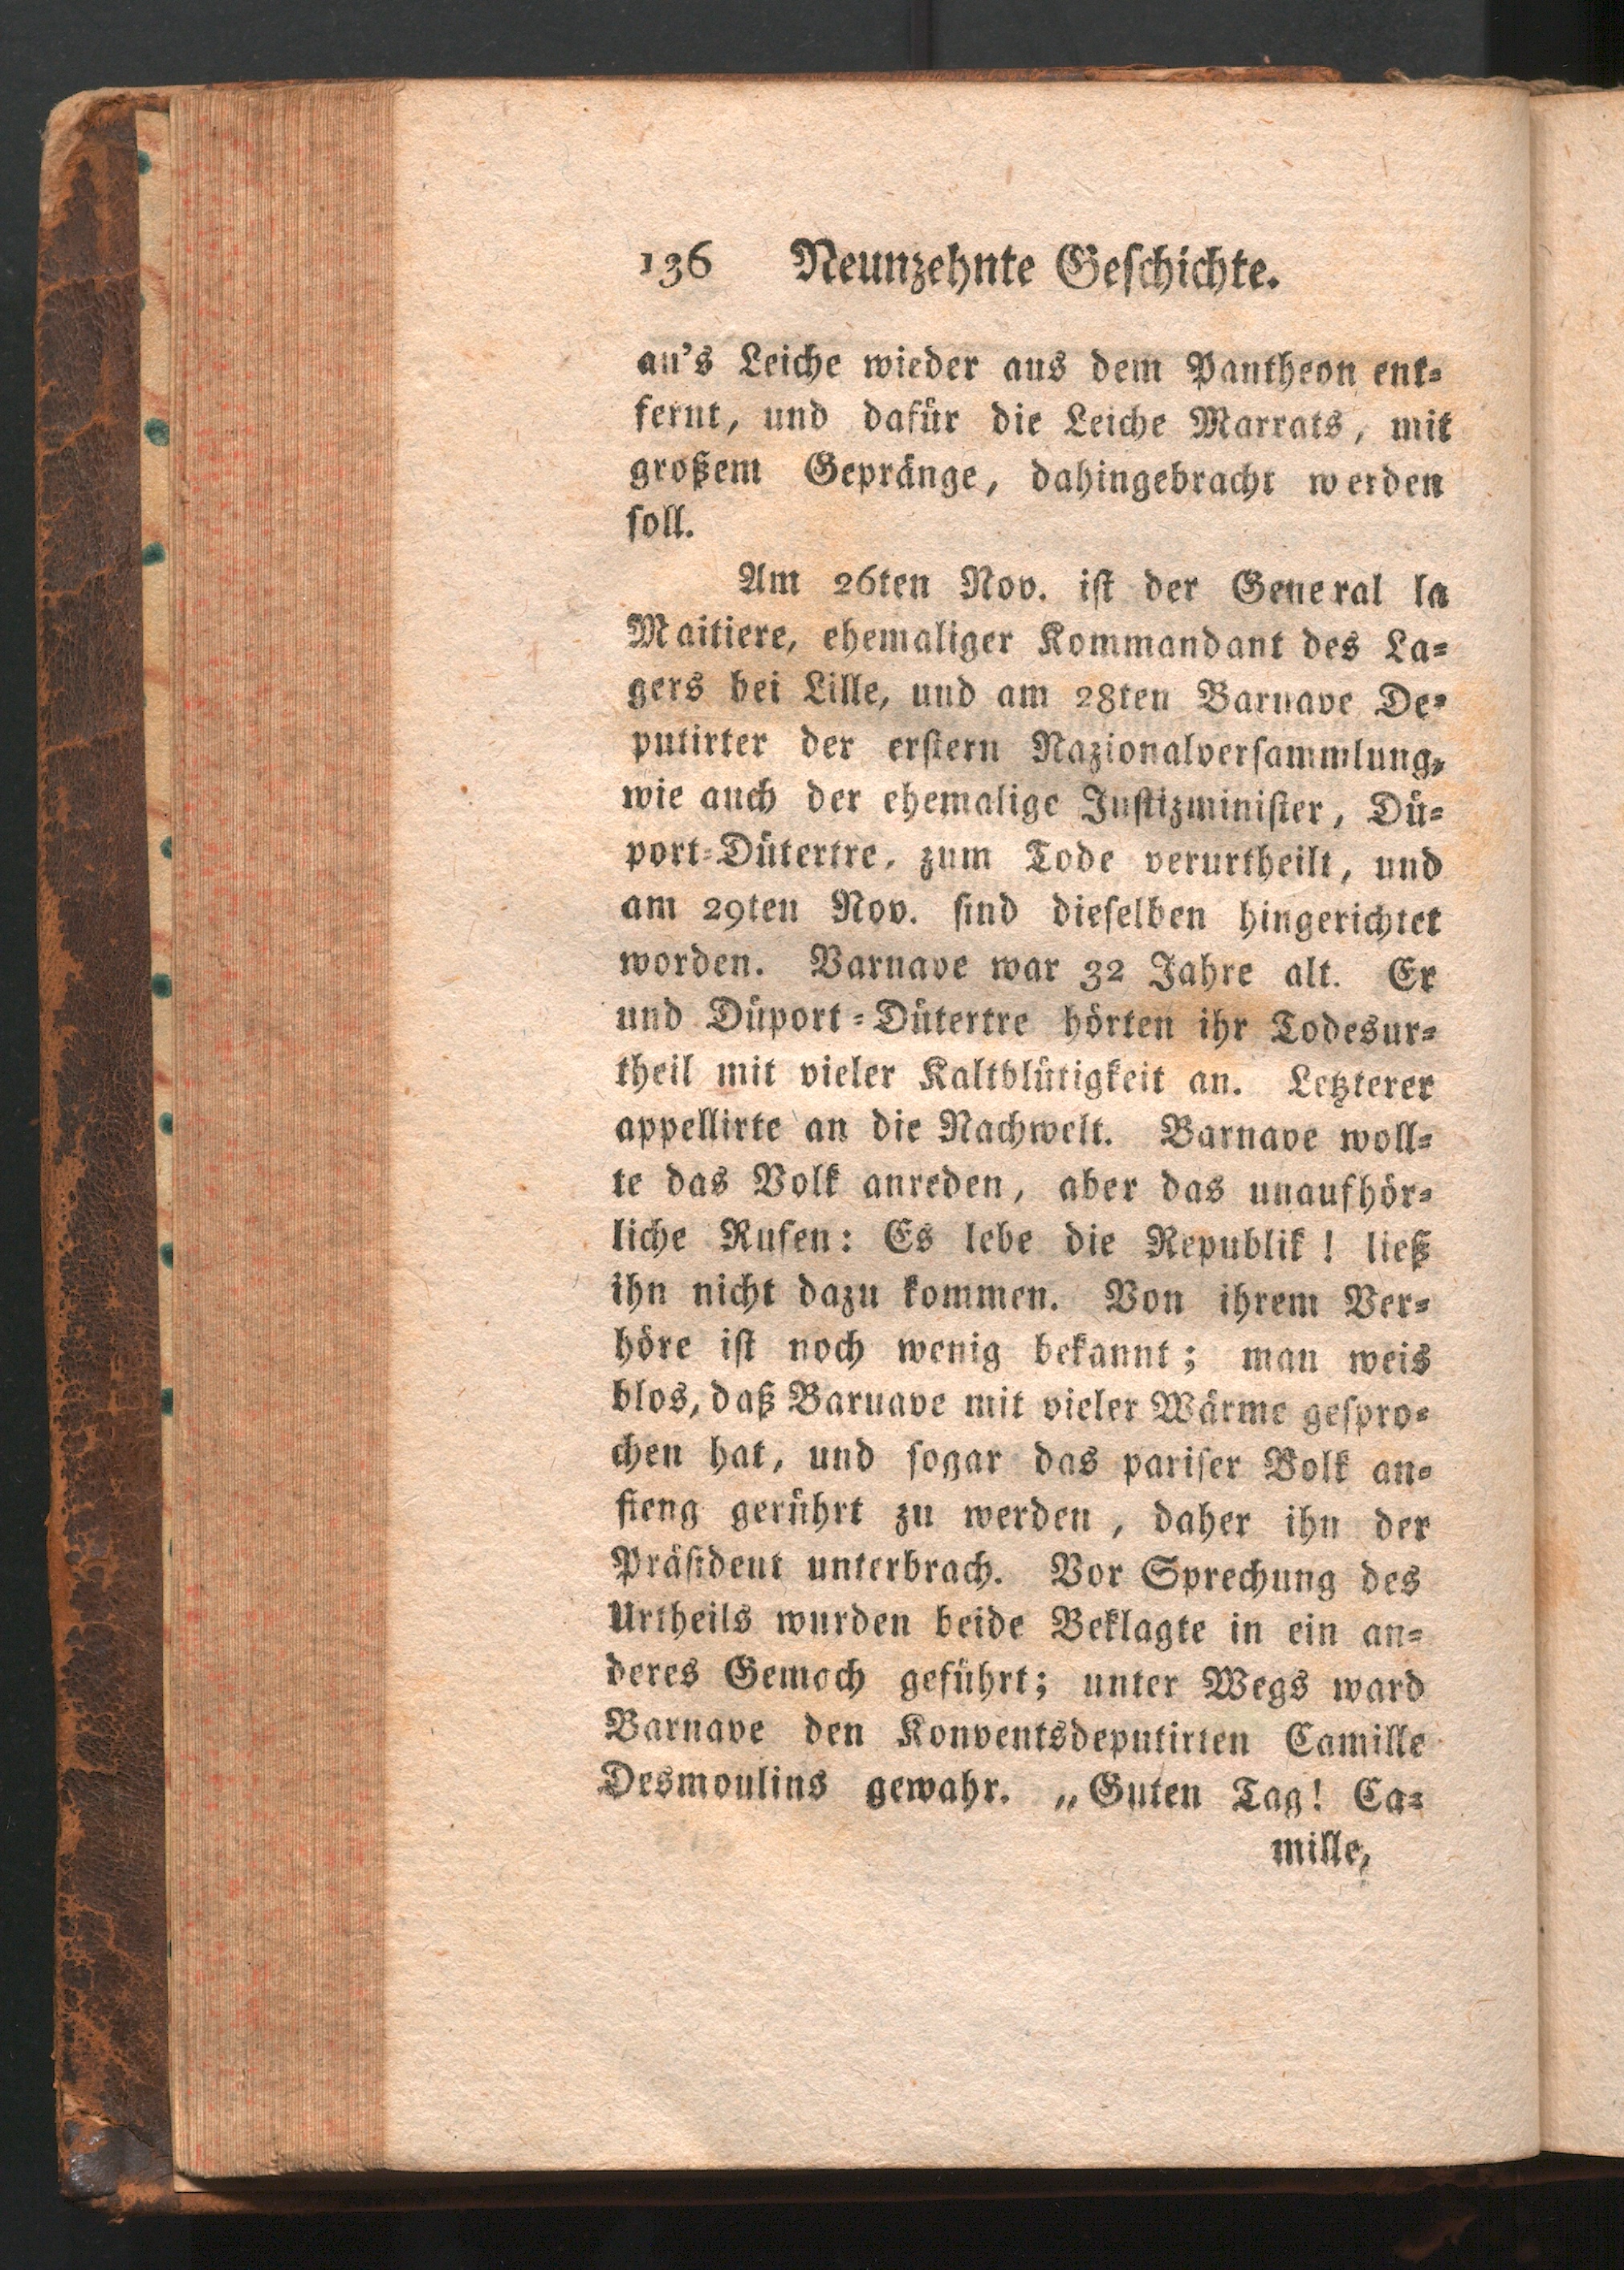 136 Neunzehnte Geschichte.
au's Leiche wieder aus dem Pantheon ent-
fernt, und dafür die Leiche Marrats, mit
großem Gepränge, dahingebracht werden
soll.
Am 26ten Nov. ist der General la
Maitiere, ehemaliger Kommandant des La-
gers bei Lille, und am 28ten Barnave De-
putirter der erstern Nazionalversammlung,
wie auch der ehemalige Justizminister, Dü-
port-Dütertre, zum Tode verurtheilt, und
am 29ten Nov. sind dieselben hingerichtet
worden. Barnave war 32 Jahre alt. Er
und Düport-Dütertre hörten ihr Todesur-
theil mit vieler Kaltblütigkeit an. Letzterer
appellirte an die Nachwelt. Barnave woll-
te das Volk anreden, aber das unaufhör-
liche Rufen: Es lebe die Republik! ließ
ihn nicht dazu kommen. Von ihrem Ver-
höre ist noch wenig bekannt; man weis
blos, daß Barnave mit vieler Wärme gespro-
chen hat, und sogar das pariser Volk an-
fieng gerührt zu werden, daher ihn der
Präsident unterbrach. Vor Sprechung des
Urtheils wurden beide Beklagte in ein an-
deres Gemach geführt; unter Wegs ward
Barnave den Konventsdeputirten Camille
Desmoulins gewahr. „Guten Tag! Ca-
mille,